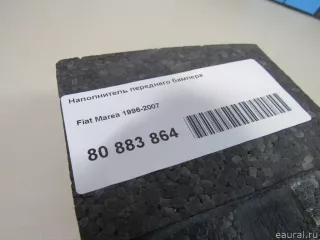 Наполнитель переднего бампера
Fiat Marea 1996-2007
80 883 864
eaural.ru